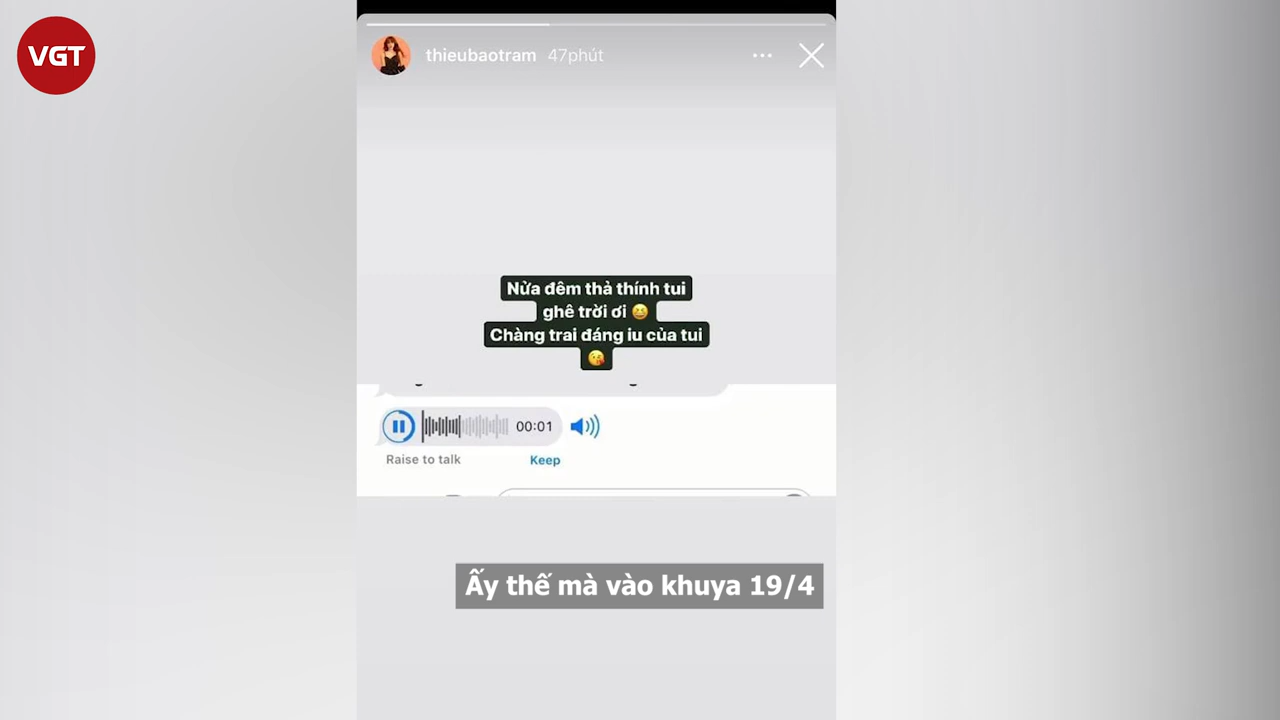 VGT
thieubaotram 47phút
Nửa đêm thả thính tui
ghê trời ơi 😆
Chàng trai đáng iu của tui
😘
00:01
Raise to talk
Keep
Ấy thế mà vào khuya 19/4